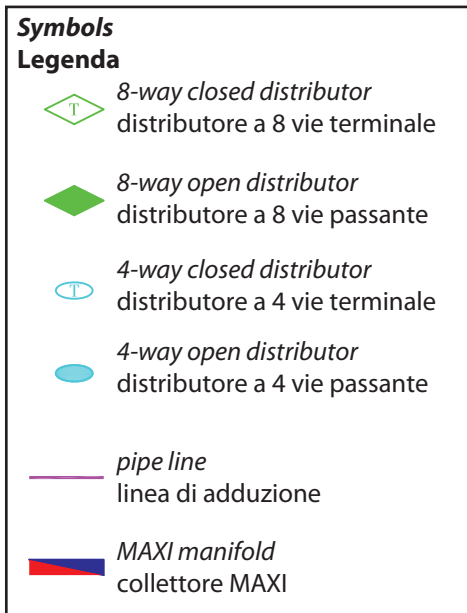 Symbols
Legenda
T
8-way closed distributor
distributore a 8 vie terminale
8-way open distributor
distributore a 8 vie passante
T
4-way closed distributor
distributore a 4 vie terminale
4-way open distributor
distributore a 4 vie passante
pipe line
linea di adduzione
MAXI manifold
collettore MAXI